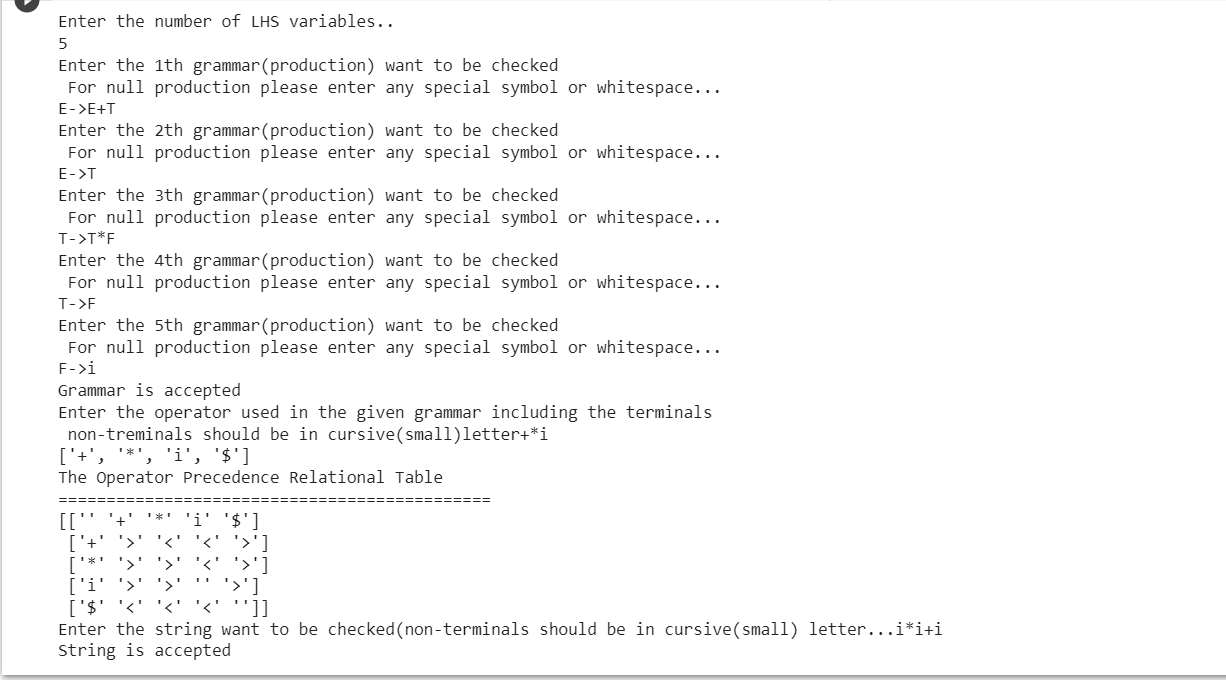 Enter the number of LHS variables..
5
Enter the 1th grammar(production) want to be checked
 For null production please enter any special symbol or whitespace...
E->E+T
Enter the 2th grammar(production) want to be checked
 For null production please enter any special symbol or whitespace...
E->T
Enter the 3th grammar(production) want to be checked
 For null production please enter any special symbol or whitespace...
T->T*F
Enter the 4th grammar(production) want to be checked
 For null production please enter any special symbol or whitespace...
T->F
Enter the 5th grammar(production) want to be checked
 For null production please enter any special symbol or whitespace...
F->i
Grammar is accepted
Enter the operator used in the given grammar including the terminals
 non-treminals should be in cursive(small)letter+*i
['+', '*', 'i', '$']
The Operator Precedence Relational Table
=============================================
[['' '+' '*' 'i' '$']
 ['+' '>' '<' '<' '>']
 ['*' '>' '>' '<' '>']
 ['i' '>' '>' '' '>']
 ['$' '<' '<' '<' '']]
Enter the string want to be checked(non-terminals should be in cursive(small) letter...i*i+i
String is accepted